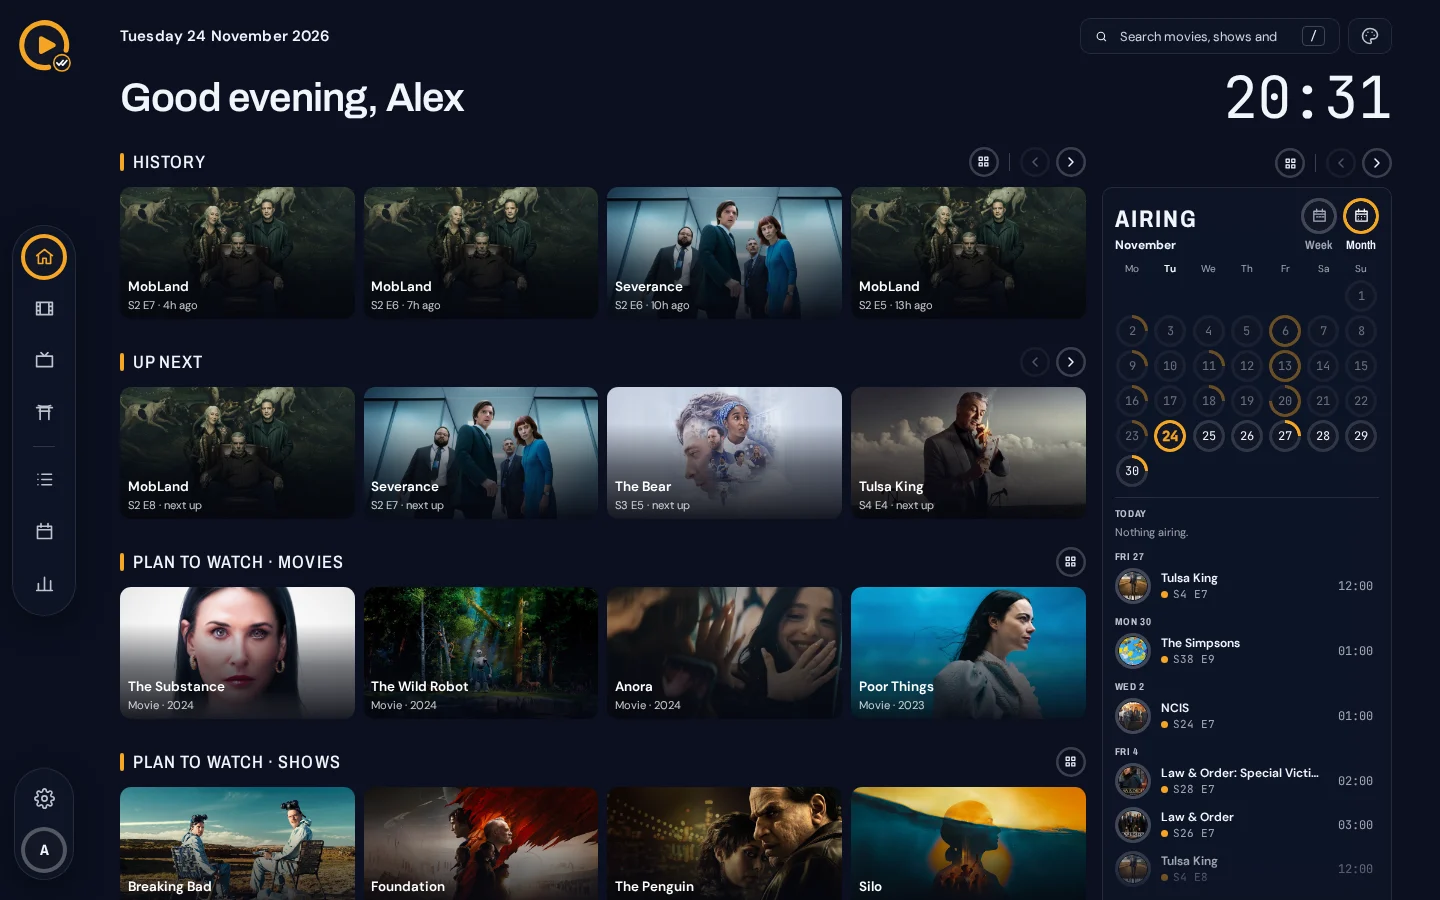 Tuesday 24 November 2026
Search movies, shows and
/
Good evening, Alex
20:31
HISTORY
MobLand
S2 E7 · 4h ago
MobLand
S2 E6 · 7h ago
Severance
S2 E6 · 10h ago
MobLand
S2 E5 · 13h ago
UP NEXT
MobLand
S2 E8 · next up
Severance
S2 E7 · next up
The Bear
S3 E5 · next up
Tulsa King
S4 E4 · next up
PLAN TO WATCH · MOVIES
The Substance
Movie · 2024
The Wild Robot
Movie · 2024
Anora
Movie · 2024
Poor Things
Movie · 2023
PLAN TO WATCH · SHOWS
Breaking Bad
Foundation
The Penguin
Silo
AIRING
November
Week
Month
Mo Tu We Th Fr Sa Su
1
2 3 4 5 6 7 8
9 10 11 12 13 14 15
16 17 18 19 20 21 22
23 24 25 26 27 28 29
30
TODAY
Nothing airing.
FRI 27
Tulsa King
S4 E7
12:00
MON 30
The Simpsons
S38 E9
01:00
WED 2
NCIS
S24 E7
01:00
FRI 4
Law & Order: Special Victi...
S28 E7
02:00
Law & Order
S26 E7
03:00
Tulsa King
S4 E8
12:00
A